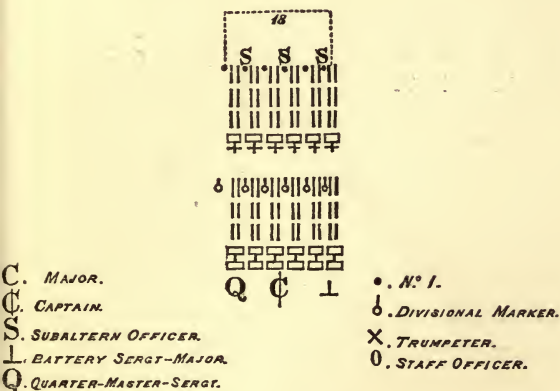 18
S S S
Q ₵ ⊥
C. MAJOR.
₵. CAPTAIN.
S. SUBALTERN OFFICER.
⊥. BATTERY SERGT-MAJOR.
Q. QUARTER-MASTER-SERGT.
•. Nº 1.
♁. DIVISIONAL MARKER.
X. TRUMPETER.
0. STAFF OFFICER.